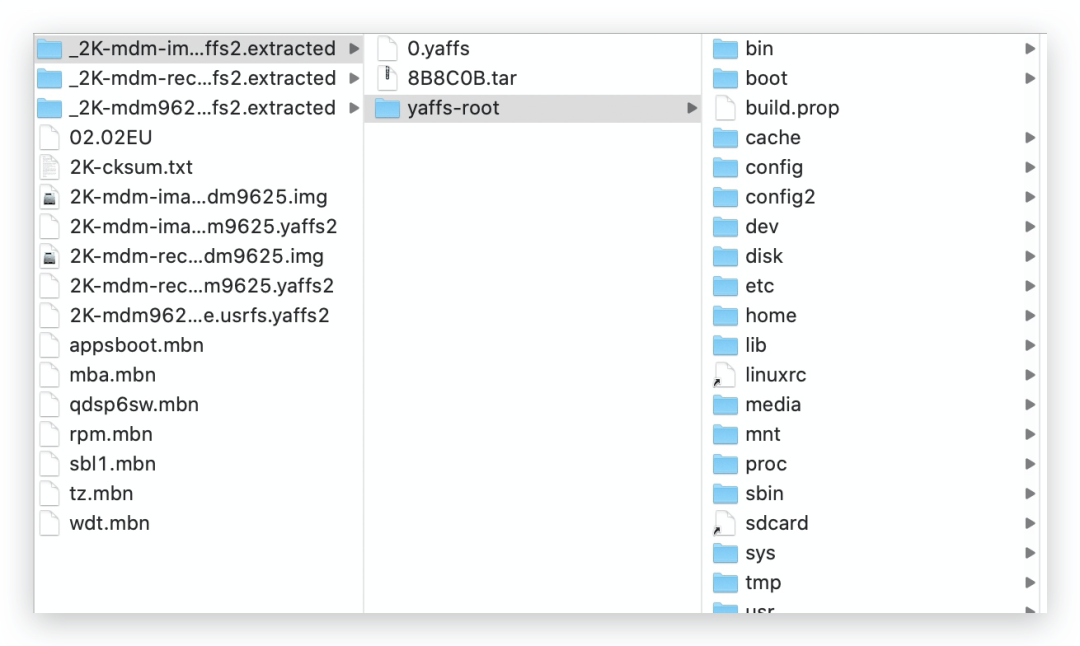 _2K-mdm-im...ffs2.extracted
_2K-mdm-rec...fs2.extracted
_2K-mdm962...fs2.extracted
02.02EU
2K-cksum.txt
2K-mdm-ima...dm9625.img
2K-mdm-ima...m9625.yaffs2
2K-mdm-rec...dm9625.img
2K-mdm-rec...m9625.yaffs2
2K-mdm962...e.usrfs.yaffs2
appsboot.mbn
mba.mbn
qdsp6sw.mbn
rpm.mbn
sbl1.mbn
tz.mbn
wdt.mbn
0.yaffs
8B8C0B.tar
yaffs-root
bin
boot
build.prop
cache
config
config2
dev
disk
etc
home
lib
linuxrc
media
mnt
proc
sbin
sdcard
sys
tmp
usr